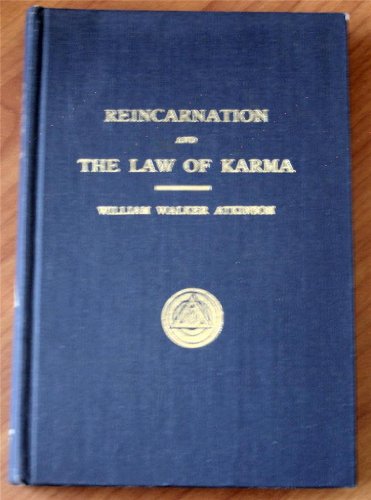 REINCARNATION
AND
THE LAW OF KARMA
WILLIAM WALKER ATKINSON